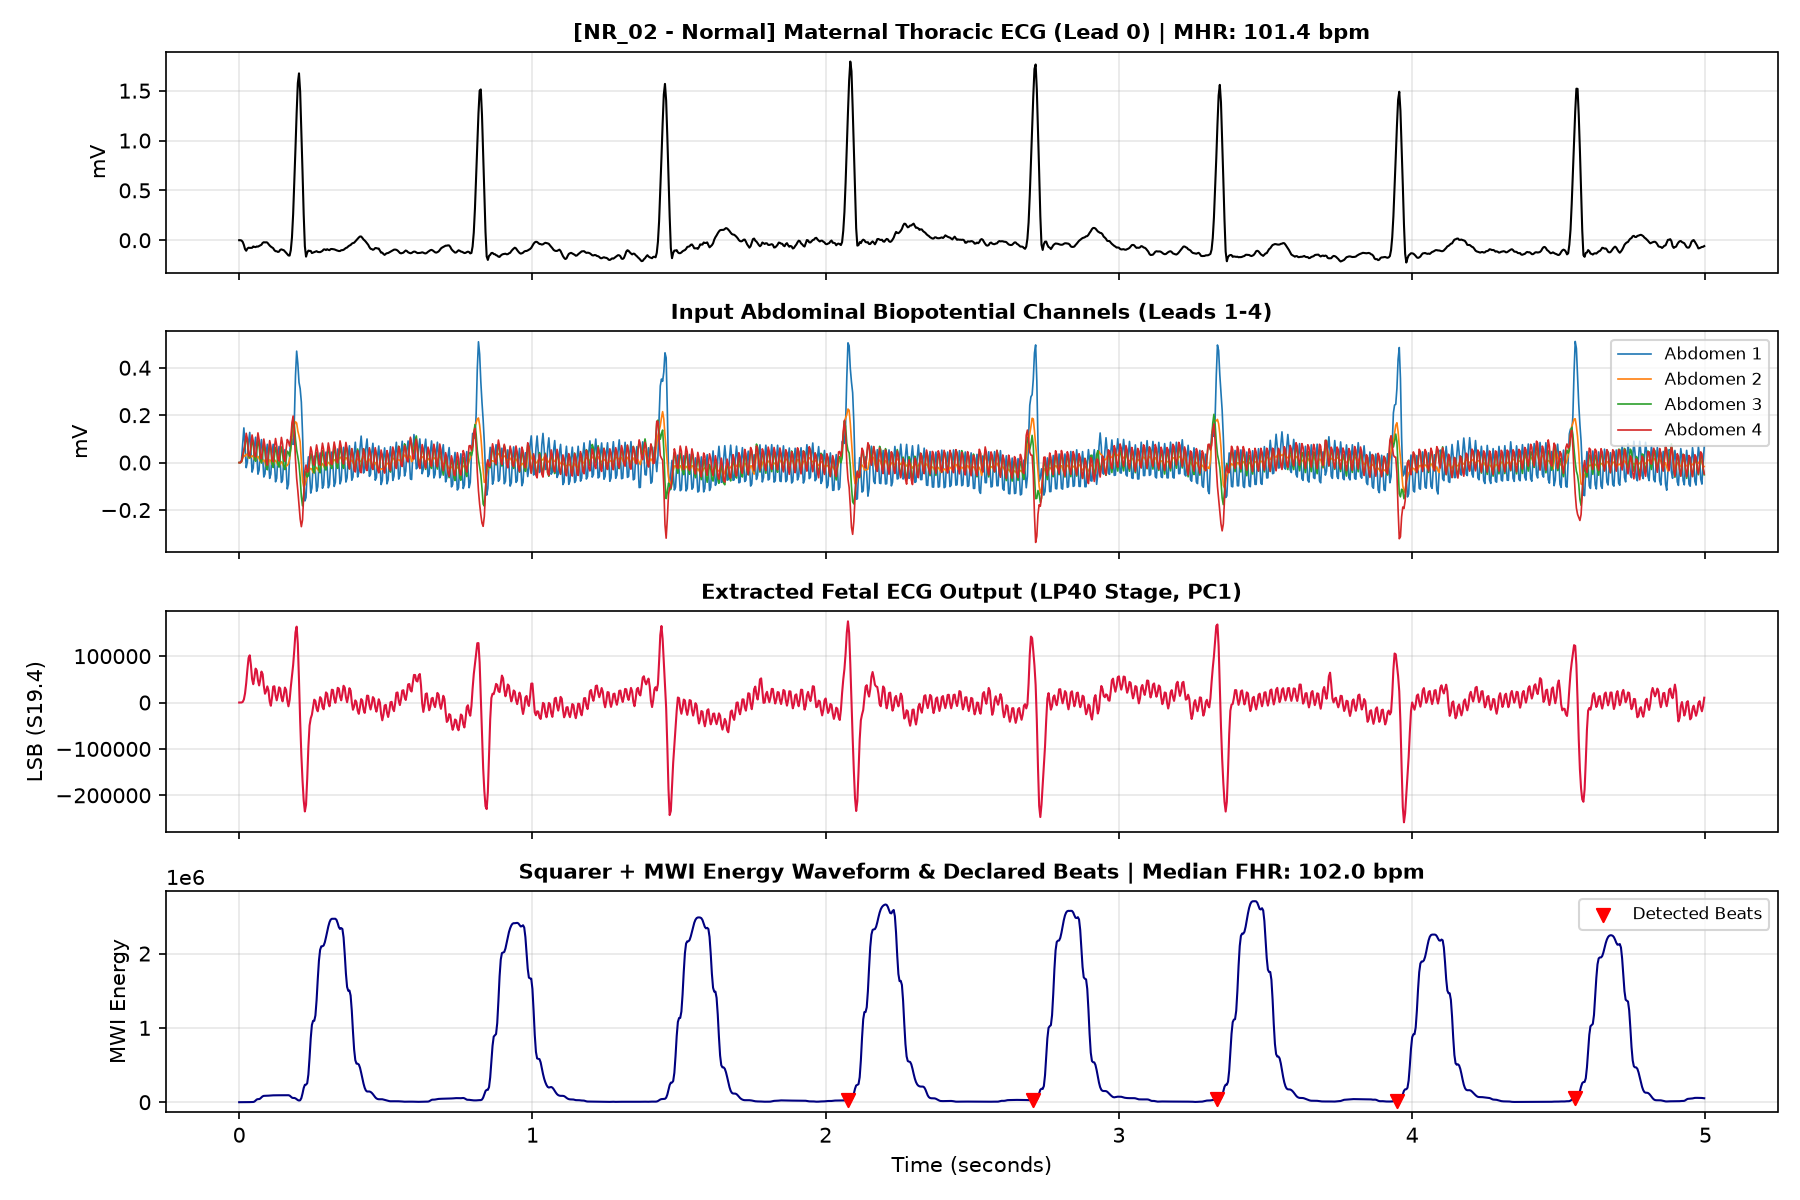 [NR_02 - Normal] Maternal Thoracic ECG (Lead 0) | MHR: 101.4 bpm
mV
1.5
1.0
0.5
0.0
Input Abdominal Biopotential Channels (Leads 1-4)
mV
0.4
0.2
0.0
−0.2
Abdomen 1
Abdomen 2
Abdomen 3
Abdomen 4
Extracted Fetal ECG Output (LP40 Stage, PC1)
LSB (S19.4)
100000
0
−100000
−200000
Squarer + MWI Energy Waveform & Declared Beats | Median FHR: 102.0 bpm
1e6
MWI Energy
2
1
0
Detected Beats
0 1 2 3 4 5
Time (seconds)